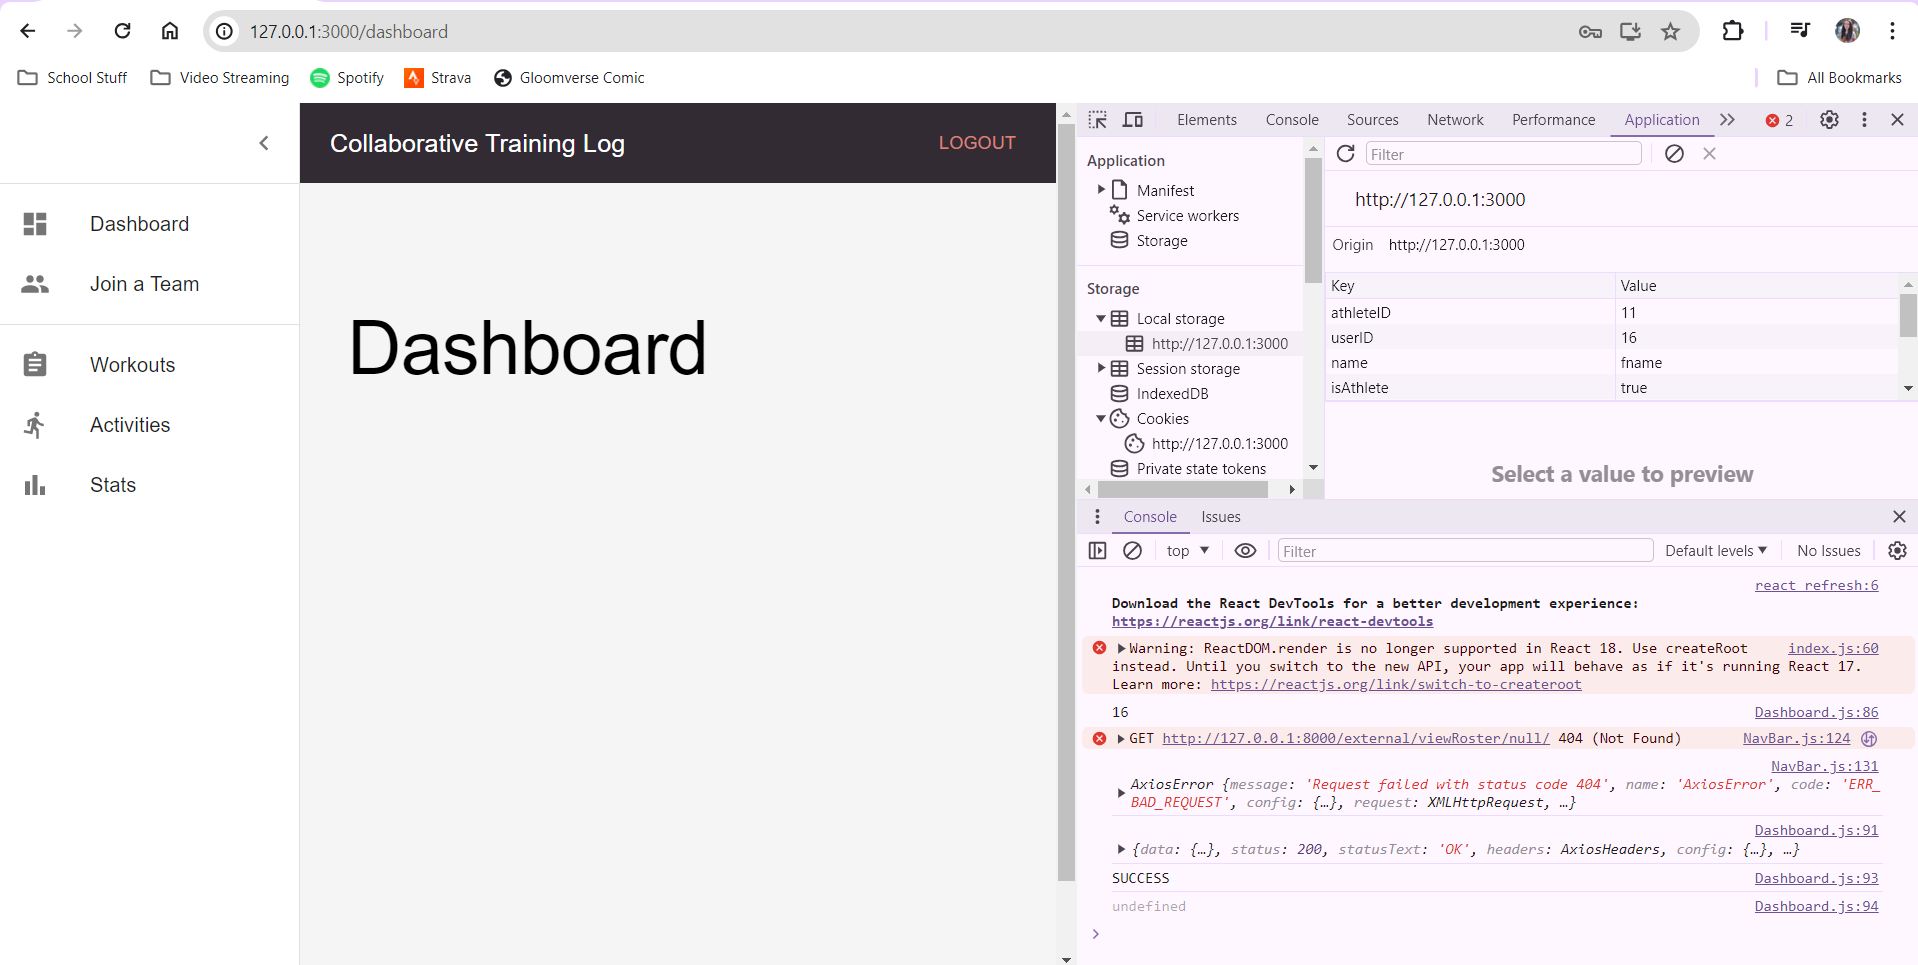 127.0.0.1:3000/dashboard
School Stuff Video Streaming Spotify Strava Gloomverse Comic All Bookmarks
Collaborative Training Log LOGOUT
Dashboard
Join a Team
Workouts
Activities
Stats
Dashboard
Elements Console Sources Network Performance Application 2
Application
Manifest
Service workers
Storage
Storage
Local storage
http://127.0.0.1:3000
Session storage
IndexedDB
Cookies
http://127.0.0.1:3000
Private state tokens
Filter
http://127.0.0.1:3000
Origin http://127.0.0.1:3000
Key Value
athleteID 11
userID 16
name fname
isAthlete true
Select a value to preview
Console Issues
top Filter Default levels No Issues
react refresh:6
Download the React DevTools for a better development experience:
https://reactjs.org/link/react-devtools
Warning: ReactDOM.render is no longer supported in React 18. Use createRoot index.js:60
instead. Until you switch to the new API, your app will behave as if it's running React 17.
Learn more: https://reactjs.org/link/switch-to-createroot
16 Dashboard.js:86
GET http://127.0.0.1:8000/external/viewRoster/null/ 404 (Not Found) NavBar.js:124
NavBar.js:131
AxiosError {message: 'Request failed with status code 404', name: 'AxiosError', code: 'ERR_
BAD_REQUEST', config: {…}, request: XMLHttpRequest, …}
Dashboard.js:91
{data: {…}, status: 200, statusText: 'OK', headers: AxiosHeaders, config: {…}, …}
SUCCESS Dashboard.js:93
undefined Dashboard.js:94